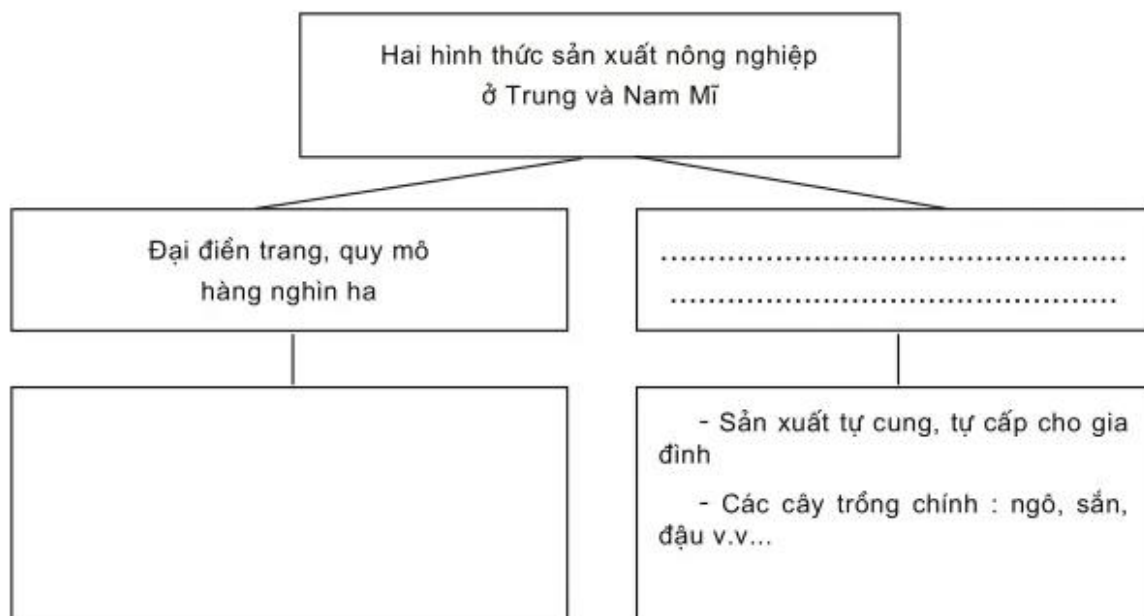 Hai hình thức sản xuất nông nghiệp
ở Trung và Nam Mĩ
Đại điền trang, quy mô
hàng nghìn ha
.................................................
...............................................
- Sản xuất tự cung, tự cấp cho gia
đình
- Các cây trồng chính : ngô, sắn,
đậu v.v...